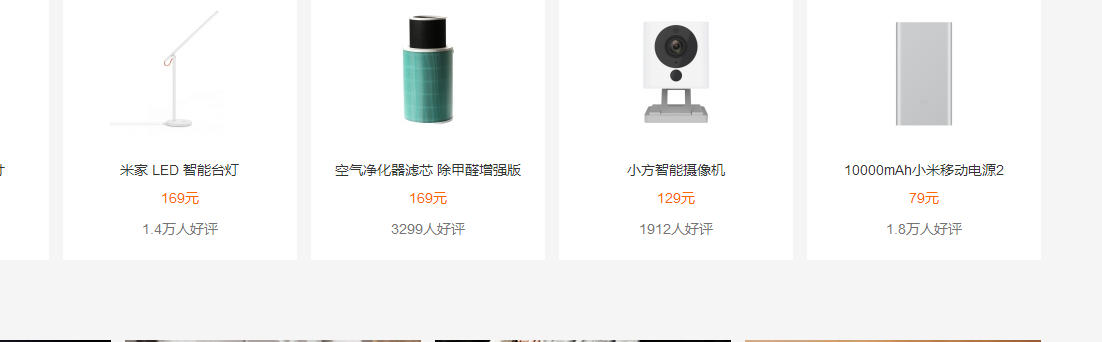 米家 LED 智能台灯
169元
1.4万人好评
空气净化器滤芯 除甲醛增强版
169元
3299人好评
小方智能摄像机
129元
1912人好评
10000mAh小米移动电源2
79元
1.8万人好评